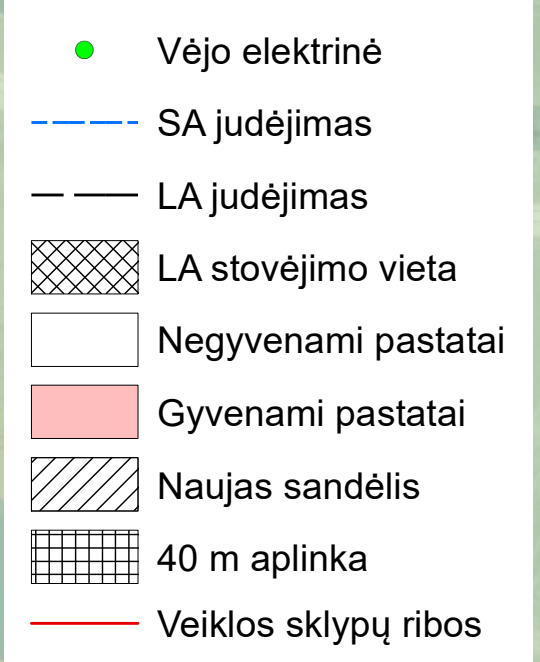 Vėjo elektrinė
SA judėjimas
LA judėjimas
LA stovėjimo vieta
Negyvenami pastatai
Gyvenami pastatai
Naujas sandėlis
40 m aplinka
Veiklos sklypų ribos